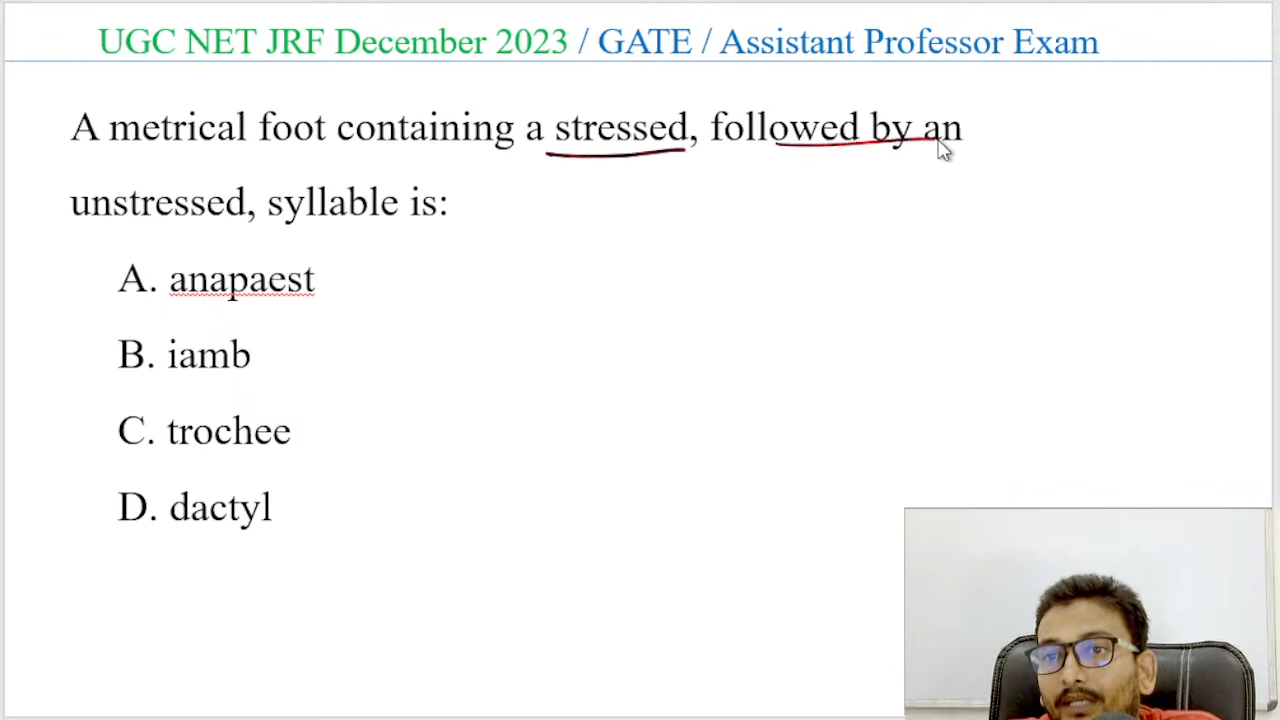 UGC NET JRF December 2023 / GATE / Assistant Professor Exam
A metrical foot containing a stressed, followed by an
unstressed, syllable is:
A. anapaest
B. iamb
C. trochee
D. dactyl